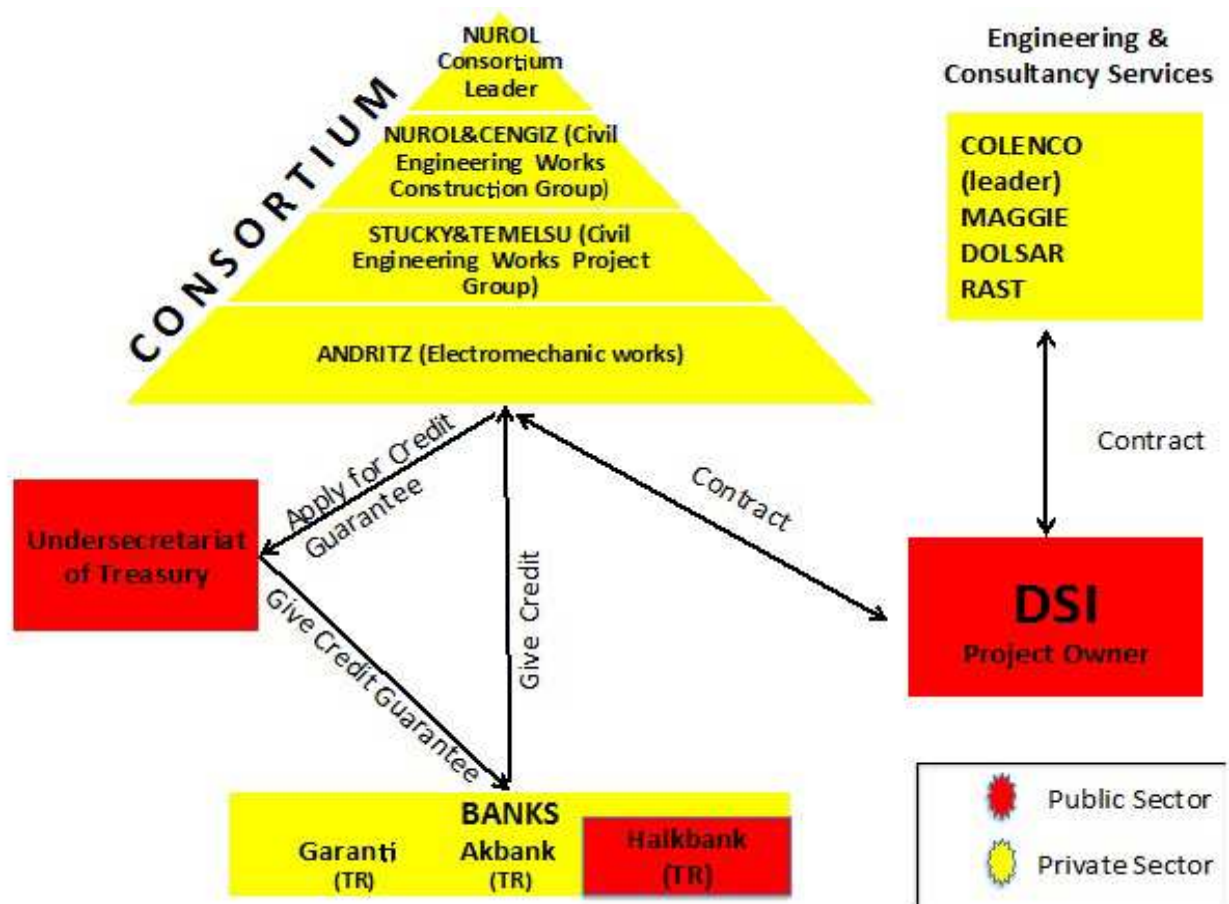 NUROL
Consortium
Leader
NUROL&CENGIZ (Civil
Engineering Works
Construction Group)
STUCKY&TEMELSU (Civil
Engineering Works Project
Group)
ANDRITZ (Electromechanic works)
CONSORTIUM
Engineering &
Consultancy Services
COLENCO
(leader)
MAGGIE
DOLSAR
RAST
Contract
Apply for Credit
Guarantee
Contract
Give Credit
Give Credit Guarantee
Undersecretariat
of Treasury
DSI
Project Owner
BANKS
Garanti
(TR)
Akbank
(TR)
Halkbank
(TR)
Public Sector
Private Sector